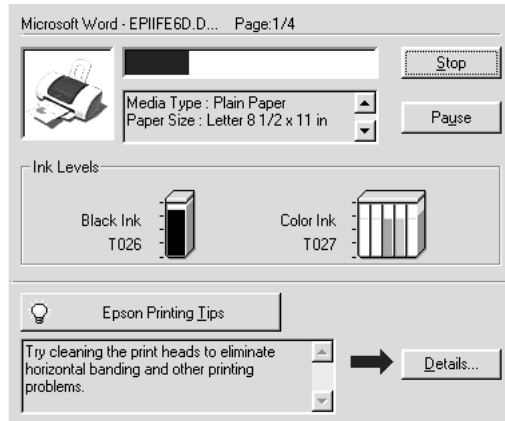 Microsoft Word - EPIIFE6D.D... Page:1/4
Stop
Media Type : Plain Paper
Paper Size : Letter 8 1/2 x 11 in
Pause
Ink Levels
Black Ink
T026
Color Ink
T027
Epson Printing Tips
Try cleaning the print heads to eliminate
horizontal banding and other printing
problems.
Details...